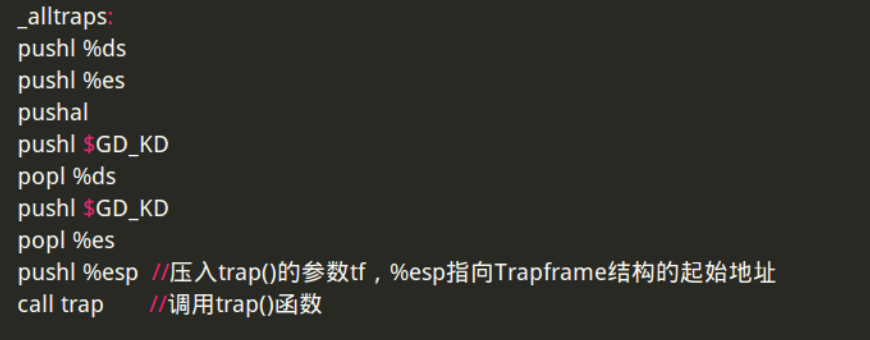 _alltraps:
pushl %ds
pushl %es
pushal
pushl $GD_KD
popl %ds
pushl $GD_KD
popl %es
pushl %esp  //压入trap()的参数tf，%esp指向Trapframe结构的起始地址
call trap       //调用trap()函数